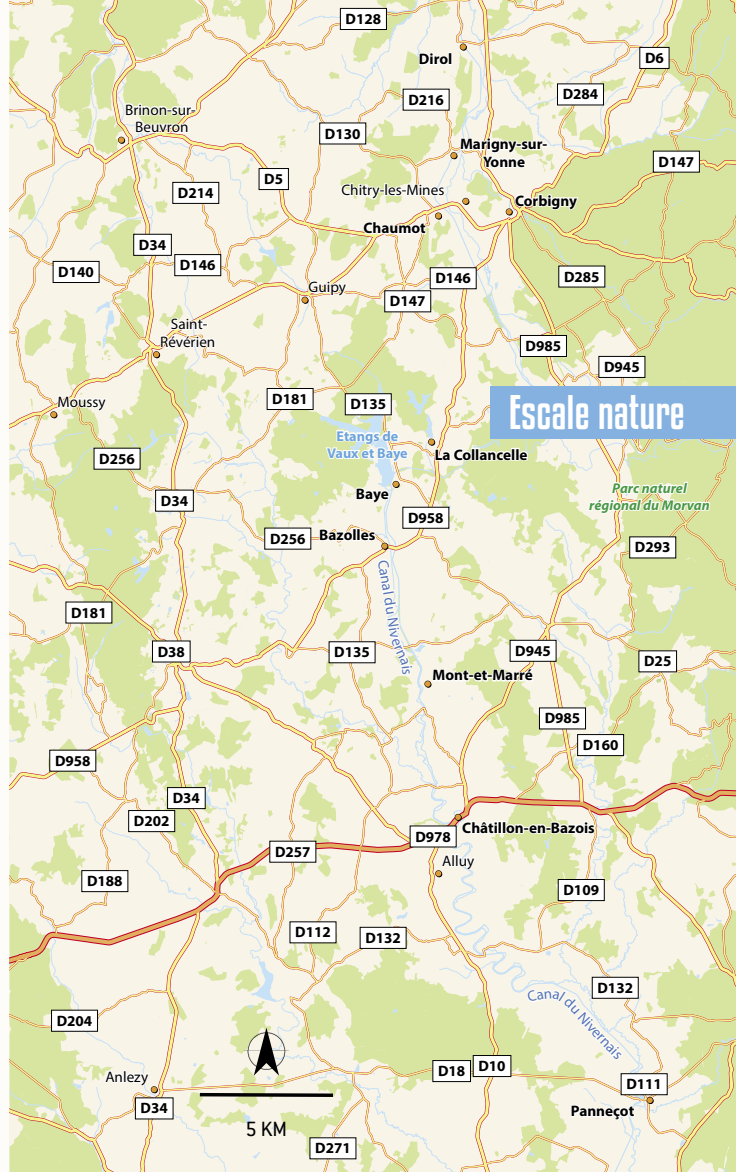 D128
Dirol
D6
D284
D216
Brinon-sur-
Beuvron
D130
Marigny-sur-
Yonne
D147
D5
D214
Chitry-les-Mines
Corbigny
Chaumot
D34
D140
D146
D146
D285
Guipy
D147
Saint-
Révérien
D985
D945
Moussy
D181
D135
Escale nature
Etangs de
Vaux et Baye
La Collancelle
D256
Parc naturel
régional du Morvan
Baye
D34
D958
D256
Bazolles
D293
Canal du Nivernais
D181
D38
D135
D945
D25
Mont-et-Marré
D985
D160
D958
D34
D202
D978
Châtillon-en-Bazois
D257
Alluy
D188
D109
D112
D132
D132
Canal du Nivernais
D204
D18
D10
Anlezy
D111
D34
Panneçot
5 KM
D271